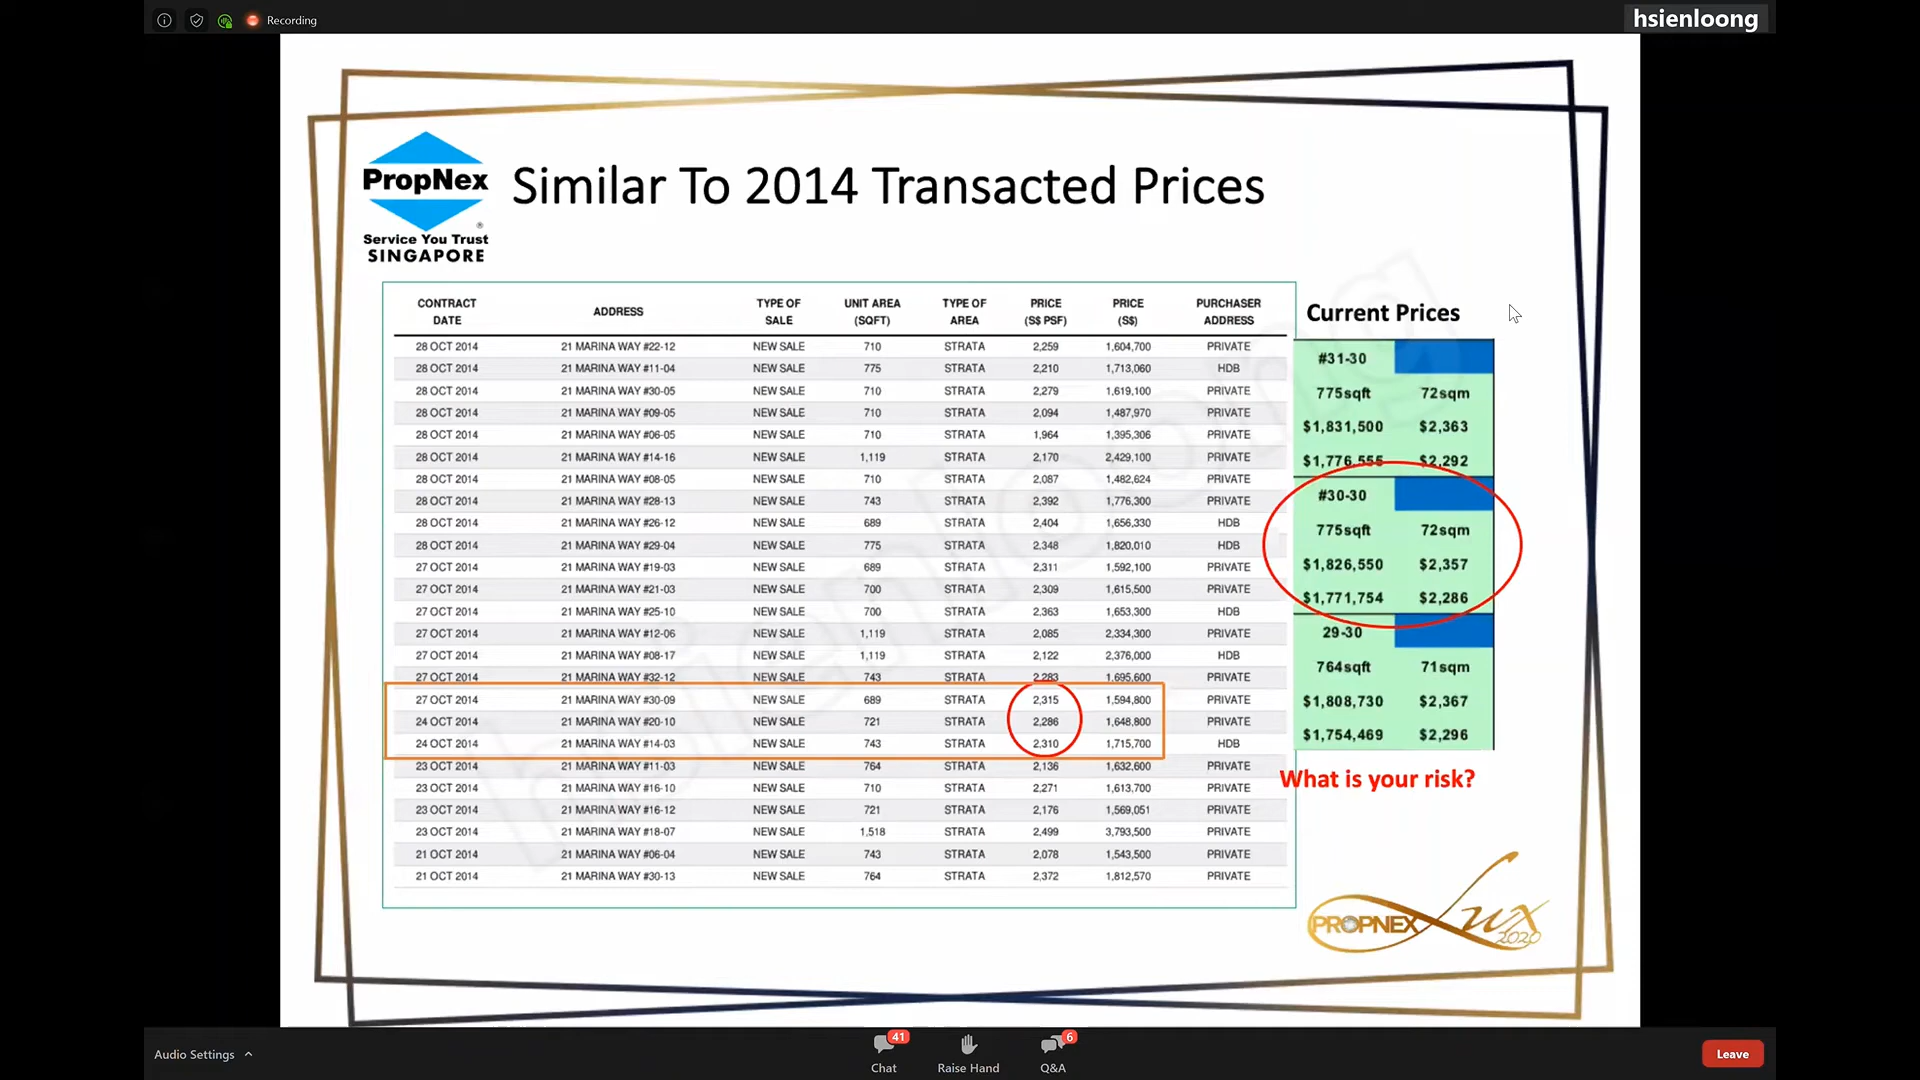 Recording
hsienloong
PropNex
Service You Trust
SINGAPORE
®
Similar To 2014 Transacted Prices
CONTRACT DATE ADDRESS TYPE OF SALE UNIT AREA (SQFT) TYPE OF AREA PRICE (S$ PSF) PRICE (S$) PURCHASER ADDRESS
28 OCT 2014 21 MARINA WAY #22-12 NEW SALE 710 STRATA 2,259 1,604,700 PRIVATE
28 OCT 2014 21 MARINA WAY #11-04 NEW SALE 775 STRATA 2,210 1,713,060 HDB
28 OCT 2014 21 MARINA WAY #30-05 NEW SALE 710 STRATA 2,279 1,619,100 PRIVATE
28 OCT 2014 21 MARINA WAY #09-05 NEW SALE 710 STRATA 2,094 1,487,970 PRIVATE
28 OCT 2014 21 MARINA WAY #06-05 NEW SALE 710 STRATA 1,964 1,395,306 PRIVATE
28 OCT 2014 21 MARINA WAY #14-16 NEW SALE 1,119 STRATA 2,170 2,429,100 PRIVATE
28 OCT 2014 21 MARINA WAY #08-05 NEW SALE 710 STRATA 2,087 1,482,624 PRIVATE
28 OCT 2014 21 MARINA WAY #28-13 NEW SALE 743 STRATA 2,392 1,776,300 PRIVATE
28 OCT 2014 21 MARINA WAY #26-12 NEW SALE 689 STRATA 2,404 1,656,330 HDB
28 OCT 2014 21 MARINA WAY #29-04 NEW SALE 775 STRATA 2,348 1,820,010 HDB
27 OCT 2014 21 MARINA WAY #19-03 NEW SALE 689 STRATA 2,311 1,592,100 PRIVATE
27 OCT 2014 21 MARINA WAY #21-03 NEW SALE 700 STRATA 2,309 1,615,500 PRIVATE
27 OCT 2014 21 MARINA WAY #25-10 NEW SALE 700 STRATA 2,363 1,653,300 HDB
27 OCT 2014 21 MARINA WAY #12-06 NEW SALE 1,119 STRATA 2,085 2,334,300 PRIVATE
27 OCT 2014 21 MARINA WAY #08-17 NEW SALE 1,119 STRATA 2,122 2,376,000 HDB
27 OCT 2014 21 MARINA WAY #32-12 NEW SALE 743 STRATA 2,283 1,695,600 PRIVATE
27 OCT 2014 21 MARINA WAY #30-09 NEW SALE 689 STRATA 2,315 1,594,800 PRIVATE
24 OCT 2014 21 MARINA WAY #20-10 NEW SALE 721 STRATA 2,286 1,648,800 PRIVATE
24 OCT 2014 21 MARINA WAY #14-03 NEW SALE 743 STRATA 2,310 1,715,700 HDB
23 OCT 2014 21 MARINA WAY #11-03 NEW SALE 764 STRATA 2,136 1,632,600 PRIVATE
23 OCT 2014 21 MARINA WAY #16-10 NEW SALE 710 STRATA 2,271 1,613,700 PRIVATE
23 OCT 2014 21 MARINA WAY #16-12 NEW SALE 721 STRATA 2,176 1,569,051 PRIVATE
23 OCT 2014 21 MARINA WAY #18-07 NEW SALE 1,518 STRATA 2,499 3,793,500 PRIVATE
21 OCT 2014 21 MARINA WAY #06-04 NEW SALE 743 STRATA 2,078 1,543,500 PRIVATE
21 OCT 2014 21 MARINA WAY #30-13 NEW SALE 764 STRATA 2,372 1,812,570 PRIVATE
Current Prices
#31-30
775sqft 72sqm
$1,831,500 $2,363
$1,776,555 $2,292
#30-30
775sqft 72sqm
$1,826,550 $2,357
$1,771,754 $2,286
29-30
764sqft 71sqm
$1,808,730 $2,367
$1,754,469 $2,296
What is your risk?
PROPNEX Lux
2020
hsienloong
Audio Settings
41
Chat
Raise Hand
6
Q&A
Leave